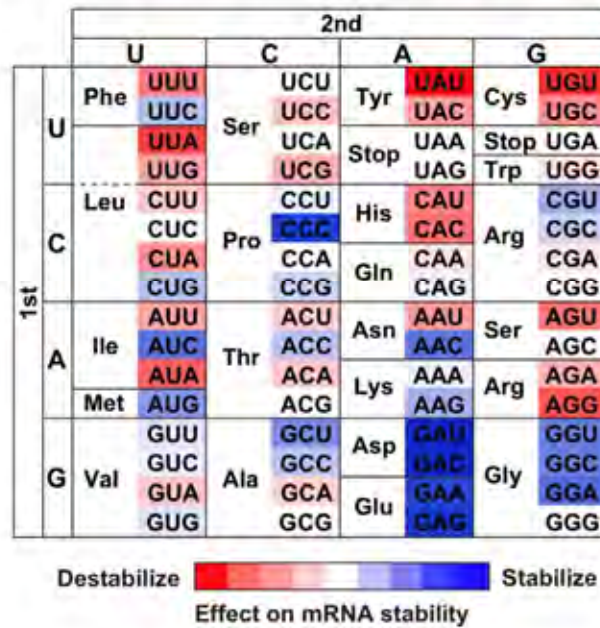 2nd
U C A G
1st
U
Phe UUU Ser UCU Tyr UAU Cys UGU
UUC UCC UAC UGC
UUA UCA Stop UAA Stop UGA
UUG UCG UAG Trp UGG
C
Leu CUU Pro CCU His CAU Arg CGU
CUC CCC CAC CGC
CUA CCA Gln CAA CGA
CUG CCG CAG CGG
A
Ile AUU Thr ACU Asn AAU Ser AGU
AUC ACC AAC AGC
AUA ACA Lys AAA Arg AGA
Met AUG ACG AAG AGG
G
Val GUU Ala GCU Asp GAU Gly GGU
GUC GCC GAC GGC
GUA GCA Glu GAA GGA
GUG GCG GAG GGG
Destabilize Stabilize
Effect on mRNA stability